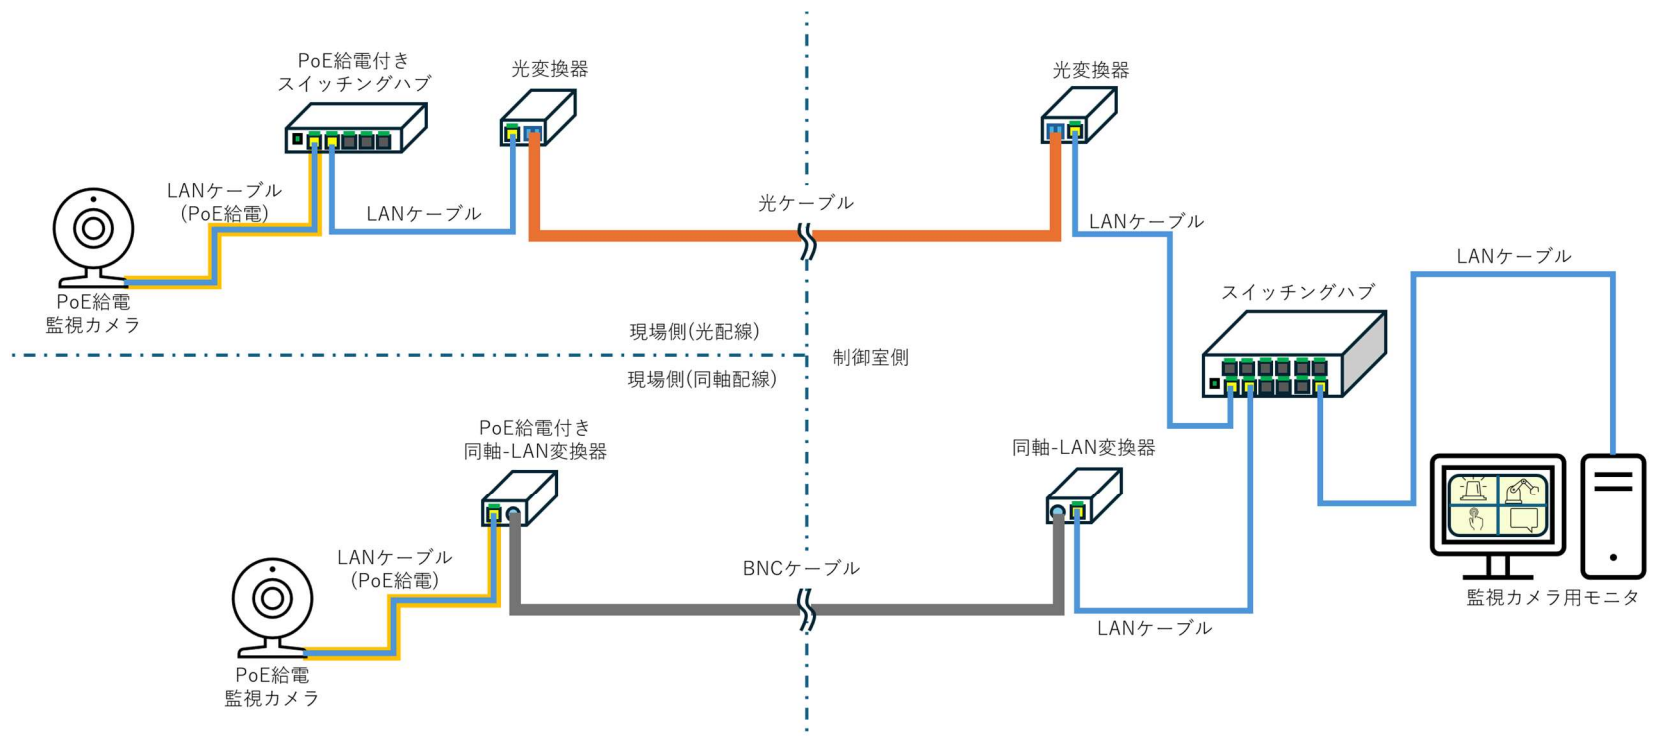 PoE給電付き
スイッチングハブ
光変換器
光変換器
LANケーブル
(PoE給電)
LANケーブル
光ケーブル
LANケーブル
LANケーブル
スイッチングハブ
PoE給電
監視カメラ
現場側(光配線)
制御室側
現場側(同軸配線)
PoE給電付き
同軸-LAN変換器
同軸-LAN変換器
LANケーブル
(PoE給電)
BNCケーブル
監視カメラ用モニタ
LANケーブル
PoE給電
監視カメラ